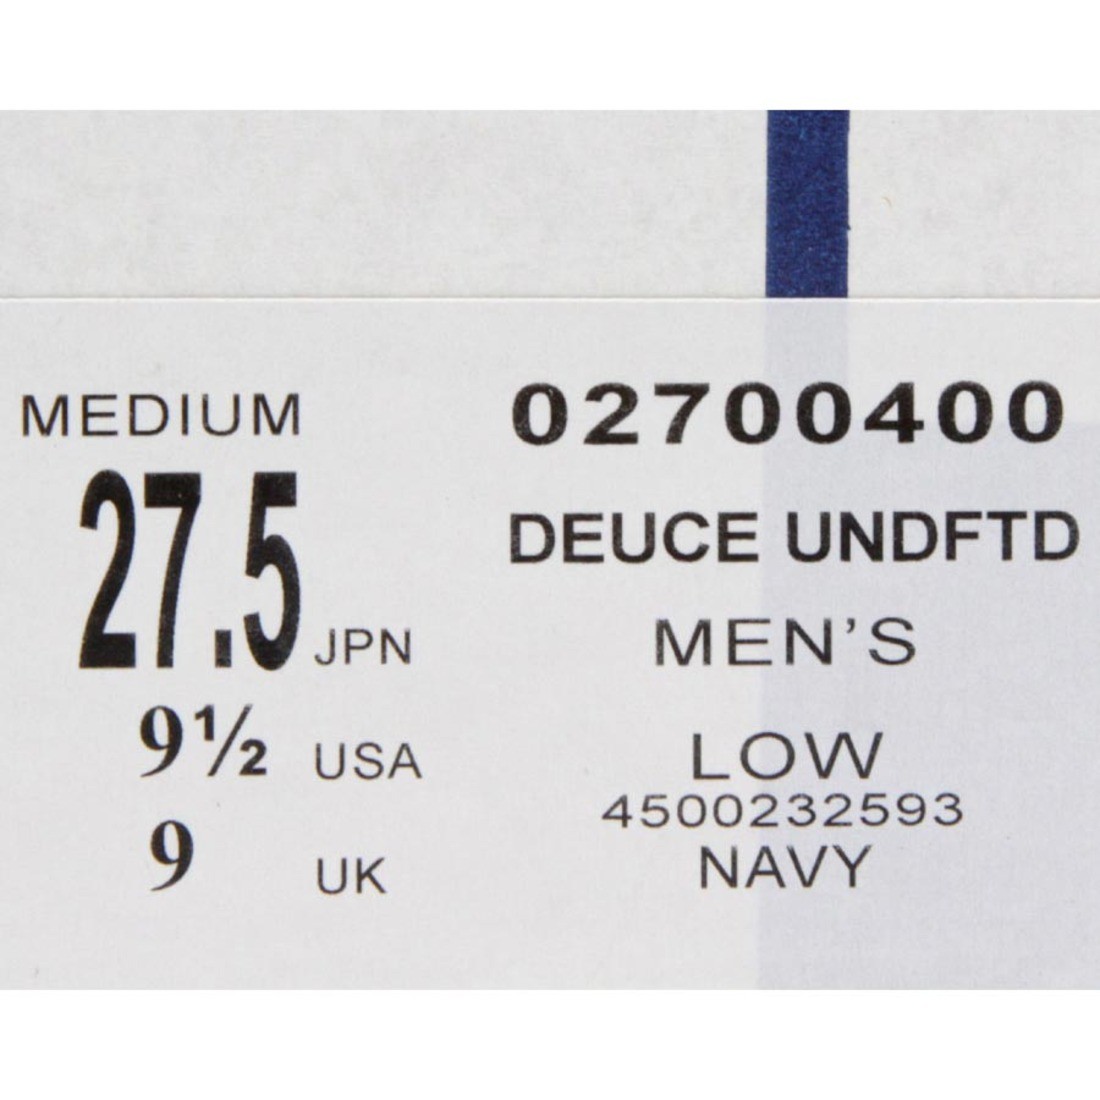 MEDIUM
27.5 JPN
9½ USA
9 UK
02700400
DEUCE UNDFTD
MEN’S
LOW
4500232593
NAVY